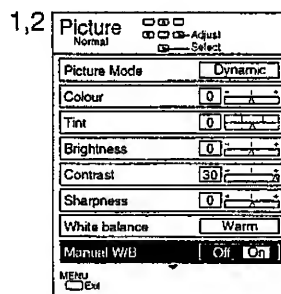 1,2
Picture
Normal
Adjust
Select
Picture Mode Dynamic
Colour 0
Tint 0
Brightness 0
Contrast 30
Sharpness 0
White balance Warm
Manual W/B Off On
MENU
Exit